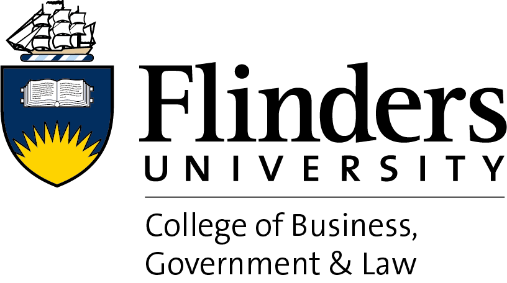 Flinders
UNIVERSITY
College of Business,
Government & Law